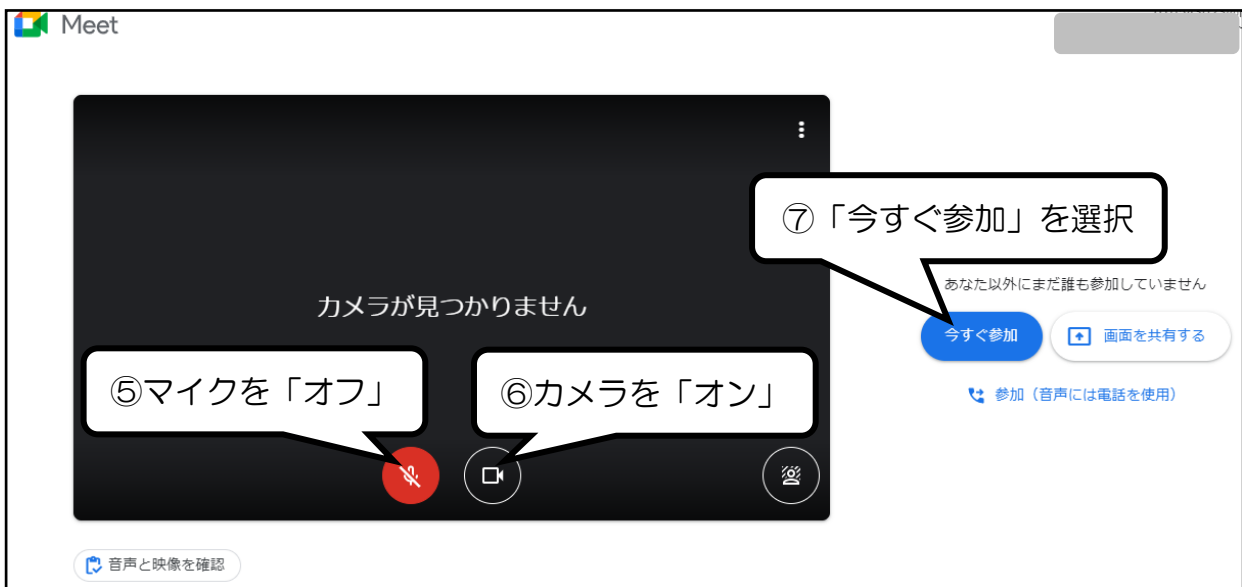 Meet
⑦「今すぐ参加」を選択
あなた以外にまだ誰も参加していません
カメラが見つかりません
今すぐ参加
画面を共有する
⑤マイクを「オフ」
⑥カメラを「オン」
参加（音声には電話を使用）
音声と映像を確認